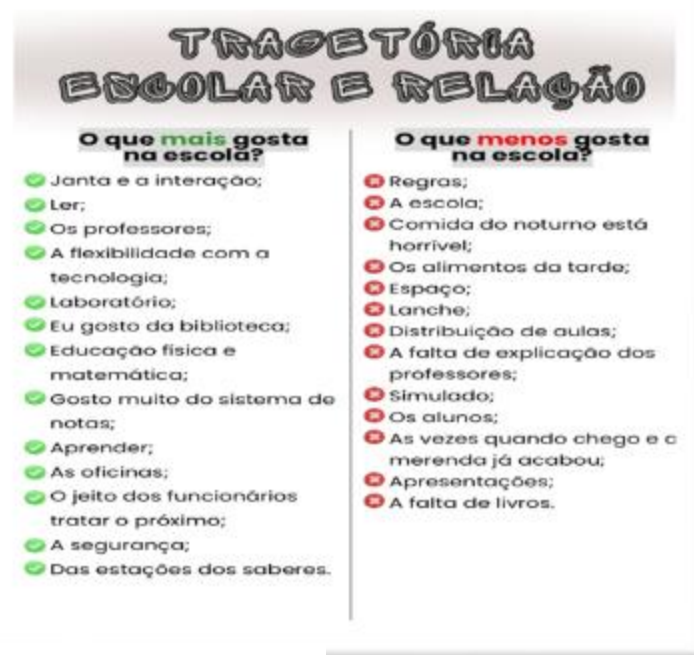 TRAGETÓRIA
ESCOLAR E RELAÇÃO
O que mais gosta
na escola?
Janta e a interação;
Ler;
Os professores;
A flexibilidade com a
tecnologia;
Laboratório;
Eu gosto da biblioteca;
Educação física e
matemática;
Gosto muito do sistema de
notas;
Aprender;
As oficinas;
O jeito dos funcionários
tratar o próximo;
A segurança;
Das estações dos saberes.
O que menos gosta
na escola?
Regras;
A escola;
Comida do noturno está
horrível;
Os alimentos da tarde;
Espaço;
Lanche;
Distribuição de aulas;
A falta de explicação dos
professores;
Simulado;
Os alunos;
As vezes quando chego e
merenda já acabou;
Apresentações;
A falta de livros.